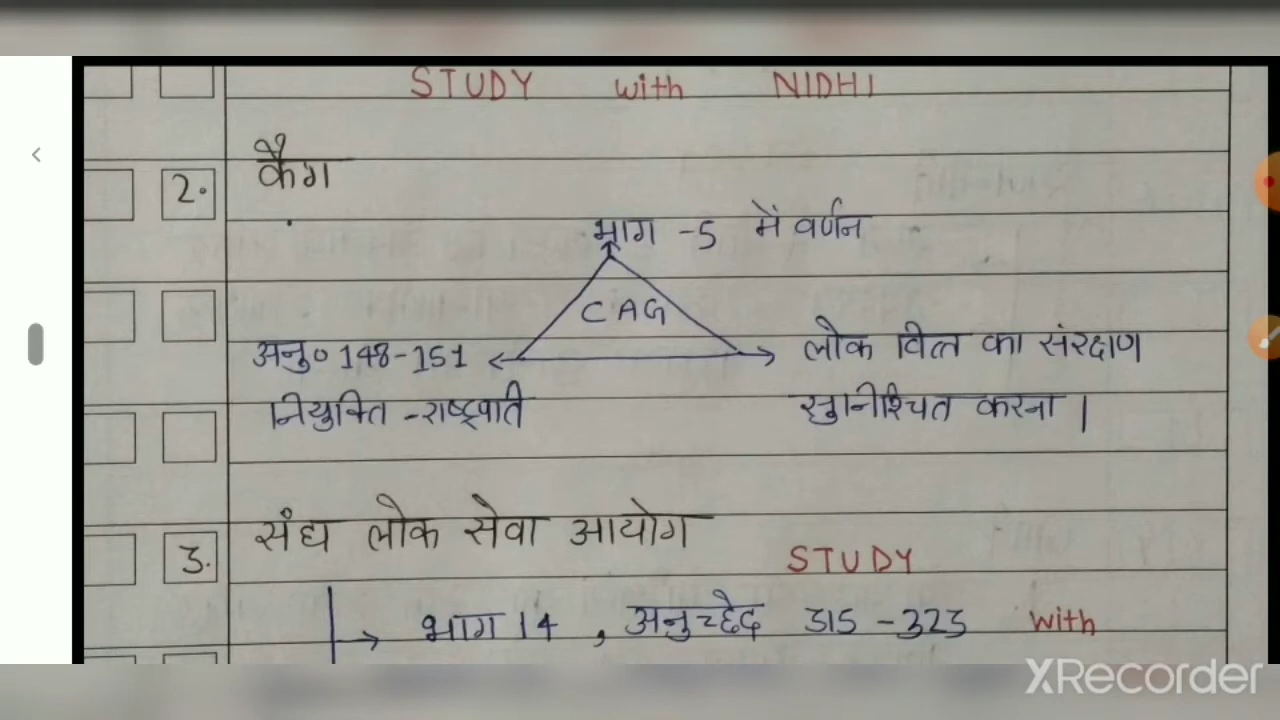 STUDY with NIDHI
2. कैग
भाग -5 में वर्णन
CAG
अनु० 148-151
लोक वित्त का संरक्षण
नियुक्ति -राष्ट्रपति
सुनिश्चित करना |
3. संघ लोक सेवा आयोग
STUDY
भाग 14 , अनुच्छेद 315 - 323 with
XRecorder